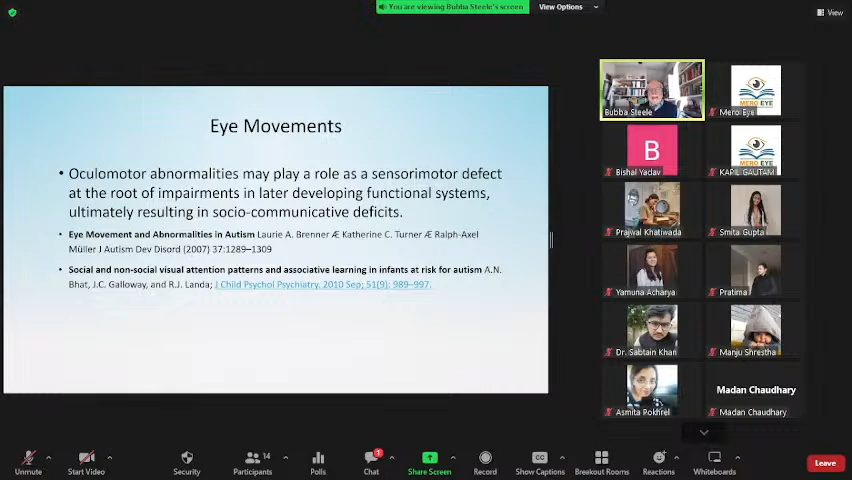 You are viewing Bubba Steele's screen
View Options
View
Eye Movements
• Oculomotor abnormalities may play a role as a sensorimotor defect
at the root of impairments in later developing functional systems,
ultimately resulting in socio-communicative deficits.
• Eye Movement and Abnormalities in Autism Laurie A. Brenner Æ Katherine C. Turner Æ Ralph-Axel
Müller J Autism Dev Disord (2007) 37:1289–1309
• Social and non-social visual attention patterns and associative learning in infants at risk for autism A.N.
Bhat, J.C. Galloway, and R.J. Landa; J Child Psychol Psychiatry. 2010 Sep; 51(9): 989–997.
Bubba Steele
MERO EYE
Mero Eye
B
Bishal Yadav
MERO EYE
KAPIL GAUTAM
Prajwal Khatiwada
Smita Gupta
Yamuna Acharya
Pratima
Dr. Sabtain Khan
Manju Shrestha
Asmita Pokhrel
Madan Chaudhary
Madan Chaudhary
Unmute
Start Video
Security
14
Participants
Polls
1
Chat
Share Screen
Record
CC
Show Captions
Breakout Rooms
Reactions
Whiteboards
Leave